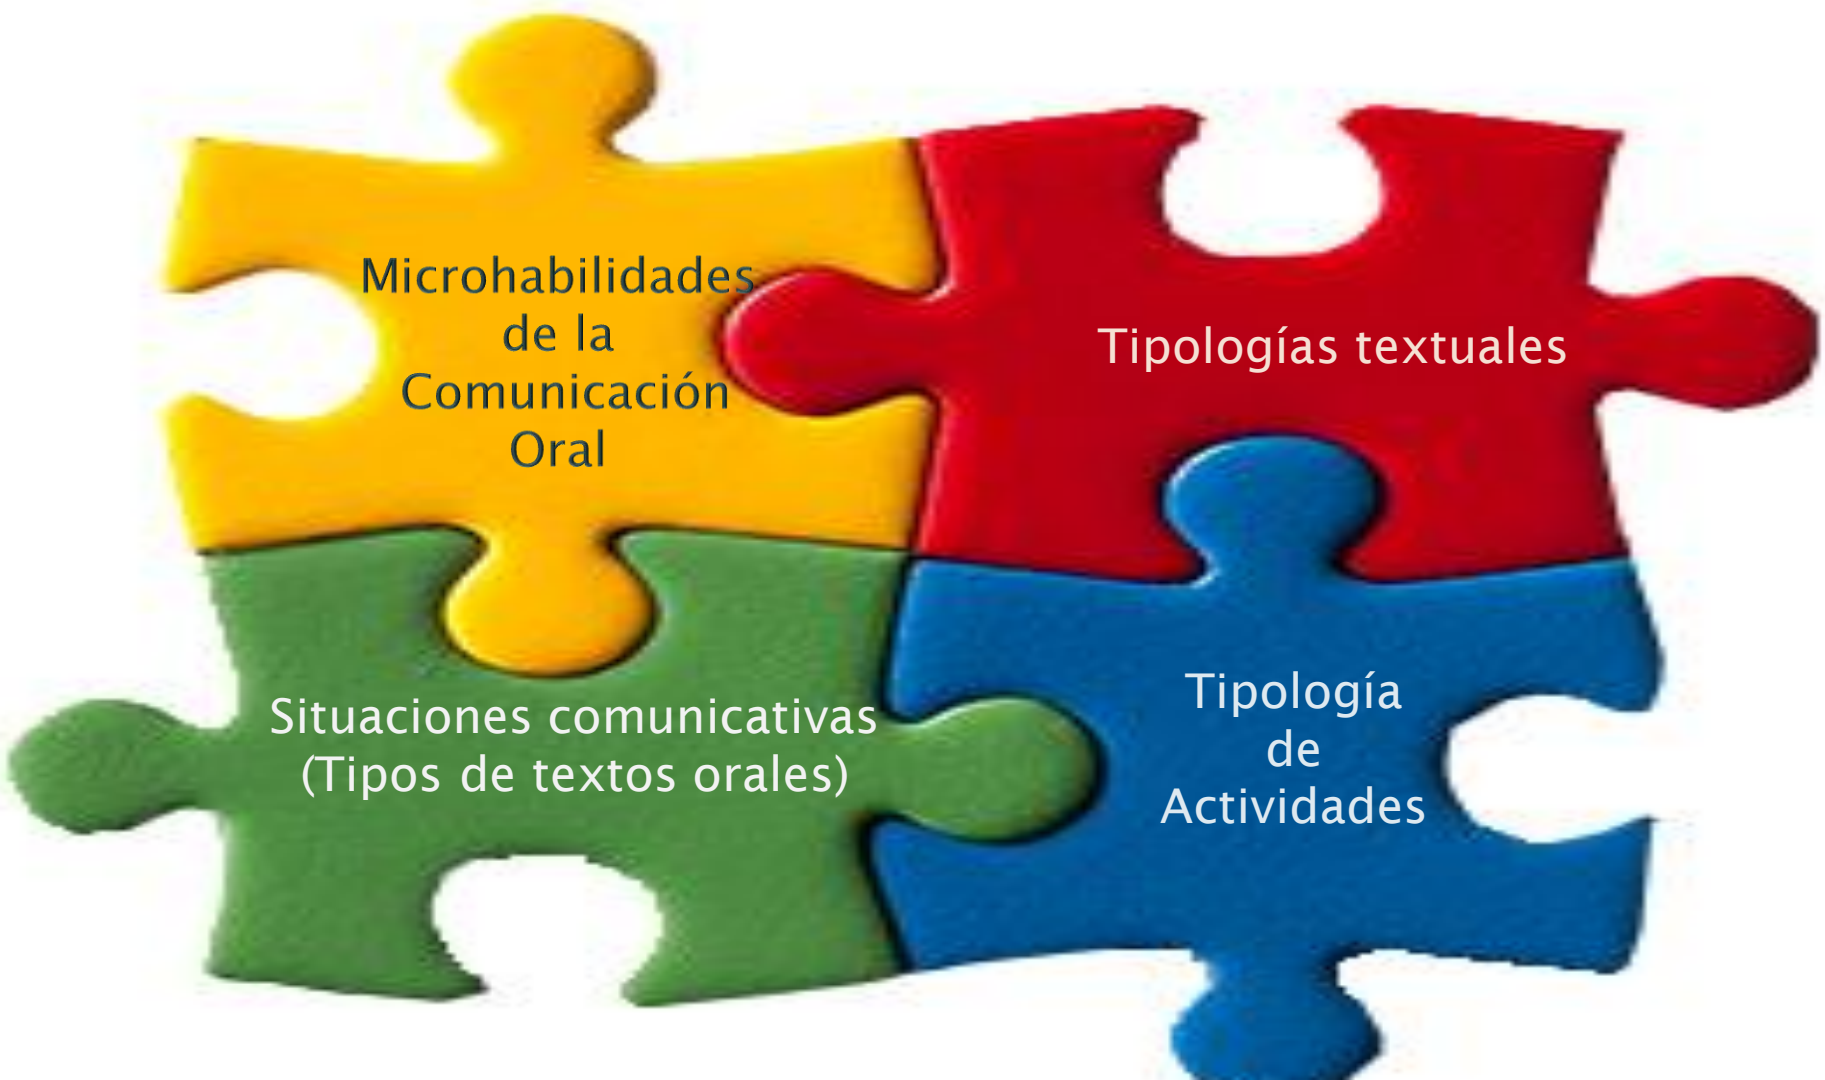 Microhabilidades
de la
Comunicación
Oral
Tipologías textuales
Situaciones comunicativas
(Tipos de textos orales)
Tipología
de
Actividades